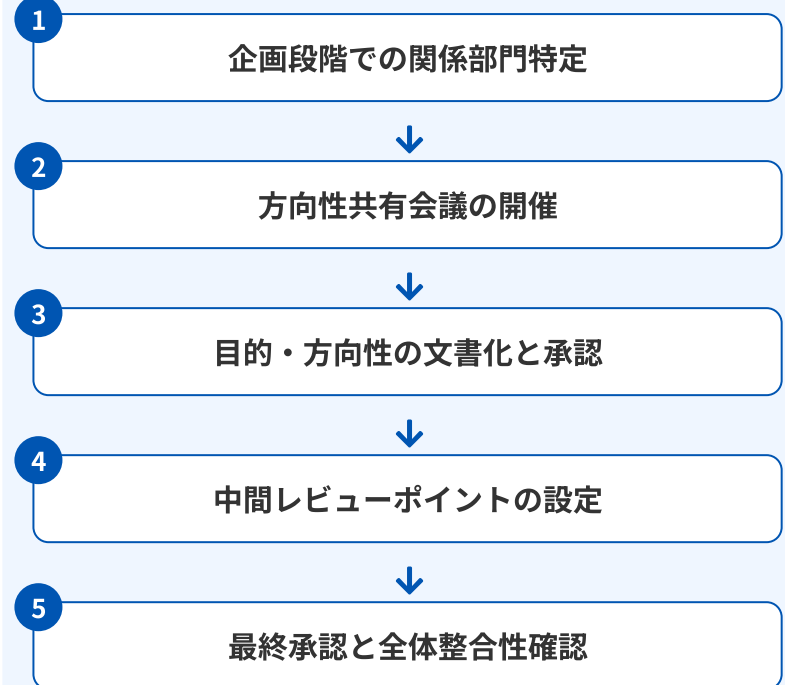 1
企画段階での関係部門特定
2
方向性共有会議の開催
3
目的・方向性の文書化と承認
4
中間レビューポイントの設定
5
最終承認と全体整合性確認